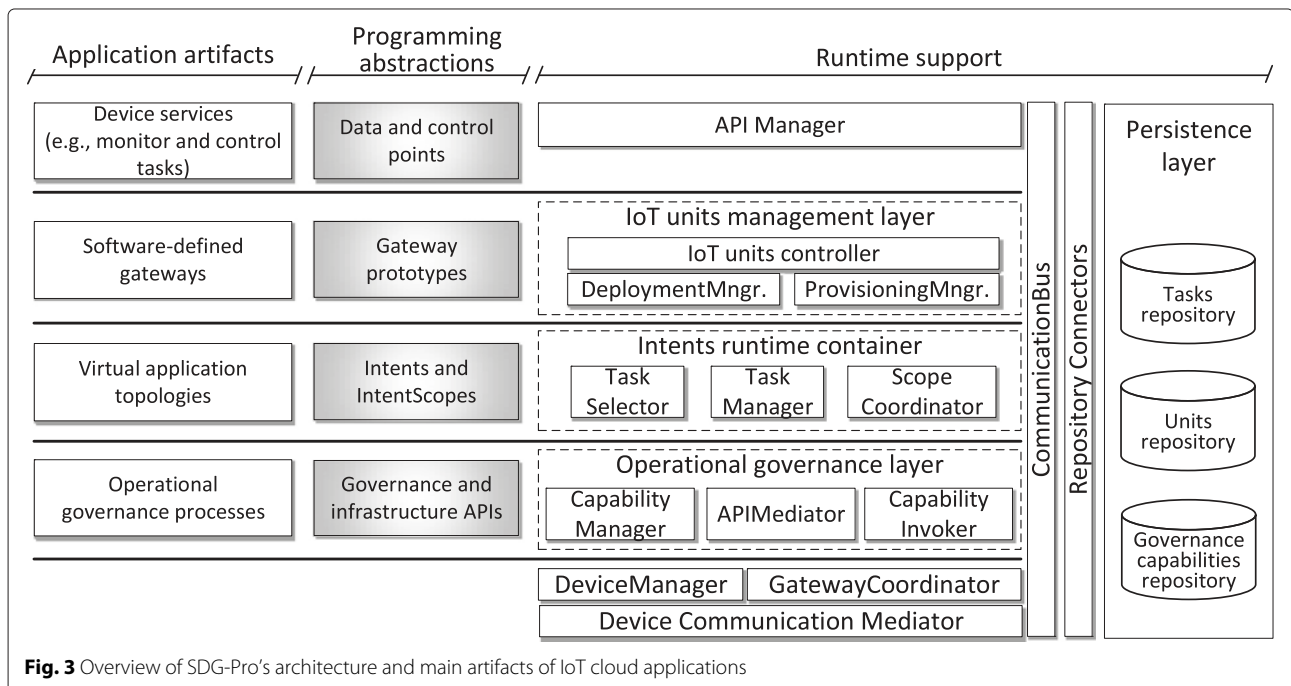 Application artifacts
Programming
abstractions
Runtime support
Device services
(e.g., monitor and control
tasks)
Data and control
points
API Manager
Software-defined
gateways
Gateway
prototypes
IoT units management layer
IoT units controller
DeploymentMngr.
ProvisioningMngr.
Virtual application
topologies
Intents and
IntentScopes
Intents runtime container
Task
Selector
Task
Manager
Scope
Coordinator
Operational
governance processes
Governance and
infrastructure APIs
Operational governance layer
Capability
Manager
APIMediator
Capability
Invoker
DeviceManager
GatewayCoordinator
Device Communication Mediator
CommunicationBus
Repository Connectors
Persistence
layer
Tasks
repository
Units
repository
Governance
capabilities
repository
Fig. 3 Overview of SDG-Pro's architecture and main artifacts of IoT cloud applications